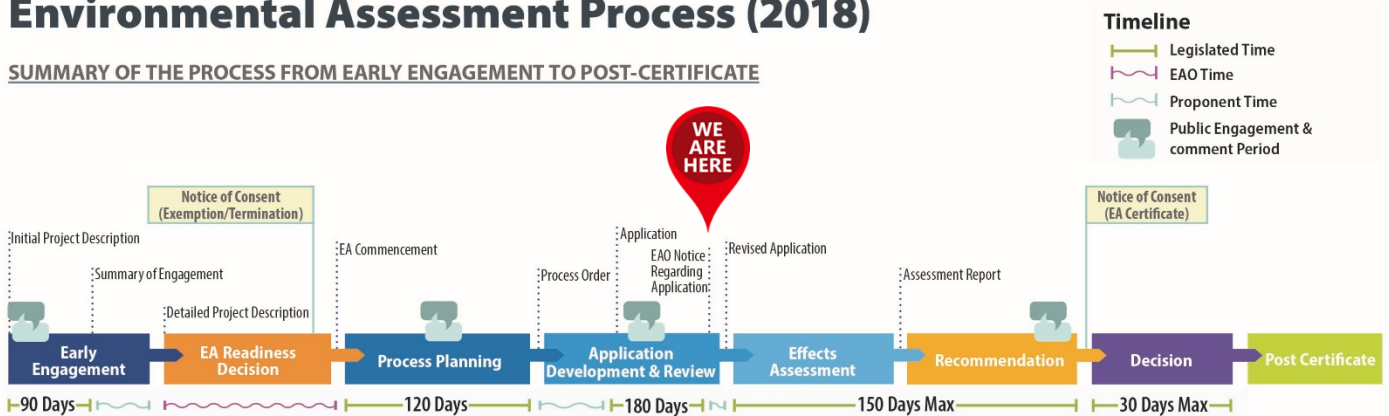 Environmental Assessment Process (2018)
SUMMARY OF THE PROCESS FROM EARLY ENGAGEMENT TO POST-CERTIFICATE
Timeline
Legislated Time
EAO Time
Proponent Time
Public Engagement &
comment Period
WE
ARE
HERE
Notice of Consent
(Exemption/Termination)
Notice of Consent
(EA Certificate)
Initial Project Description
Summary of Engagement
Detailed Project Description
EA Commencement
Process Order
Application
EAO Notice
Regarding
Application
Revised Application
Assessment Report
Early
Engagement
EA Readiness
Decision
Process Planning
Application
Development & Review
Effects
Assessment
Recommendation
Decision
Post Certificate
90 Days
120 Days
180 Days
150 Days Max
30 Days Max